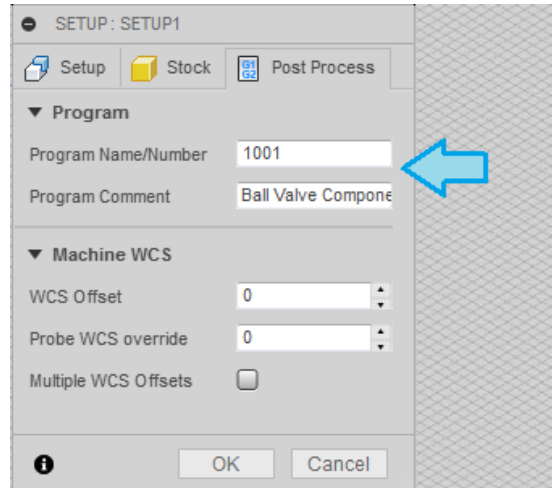 SETUP : SETUP1
Setup Stock G1 G2 Post Process
Program
Program Name/Number 1001
Program Comment Ball Valve Compone
Machine WCS
WCS Offset 0
Probe WCS override 0
Multiple WCS Offsets
OK Cancel